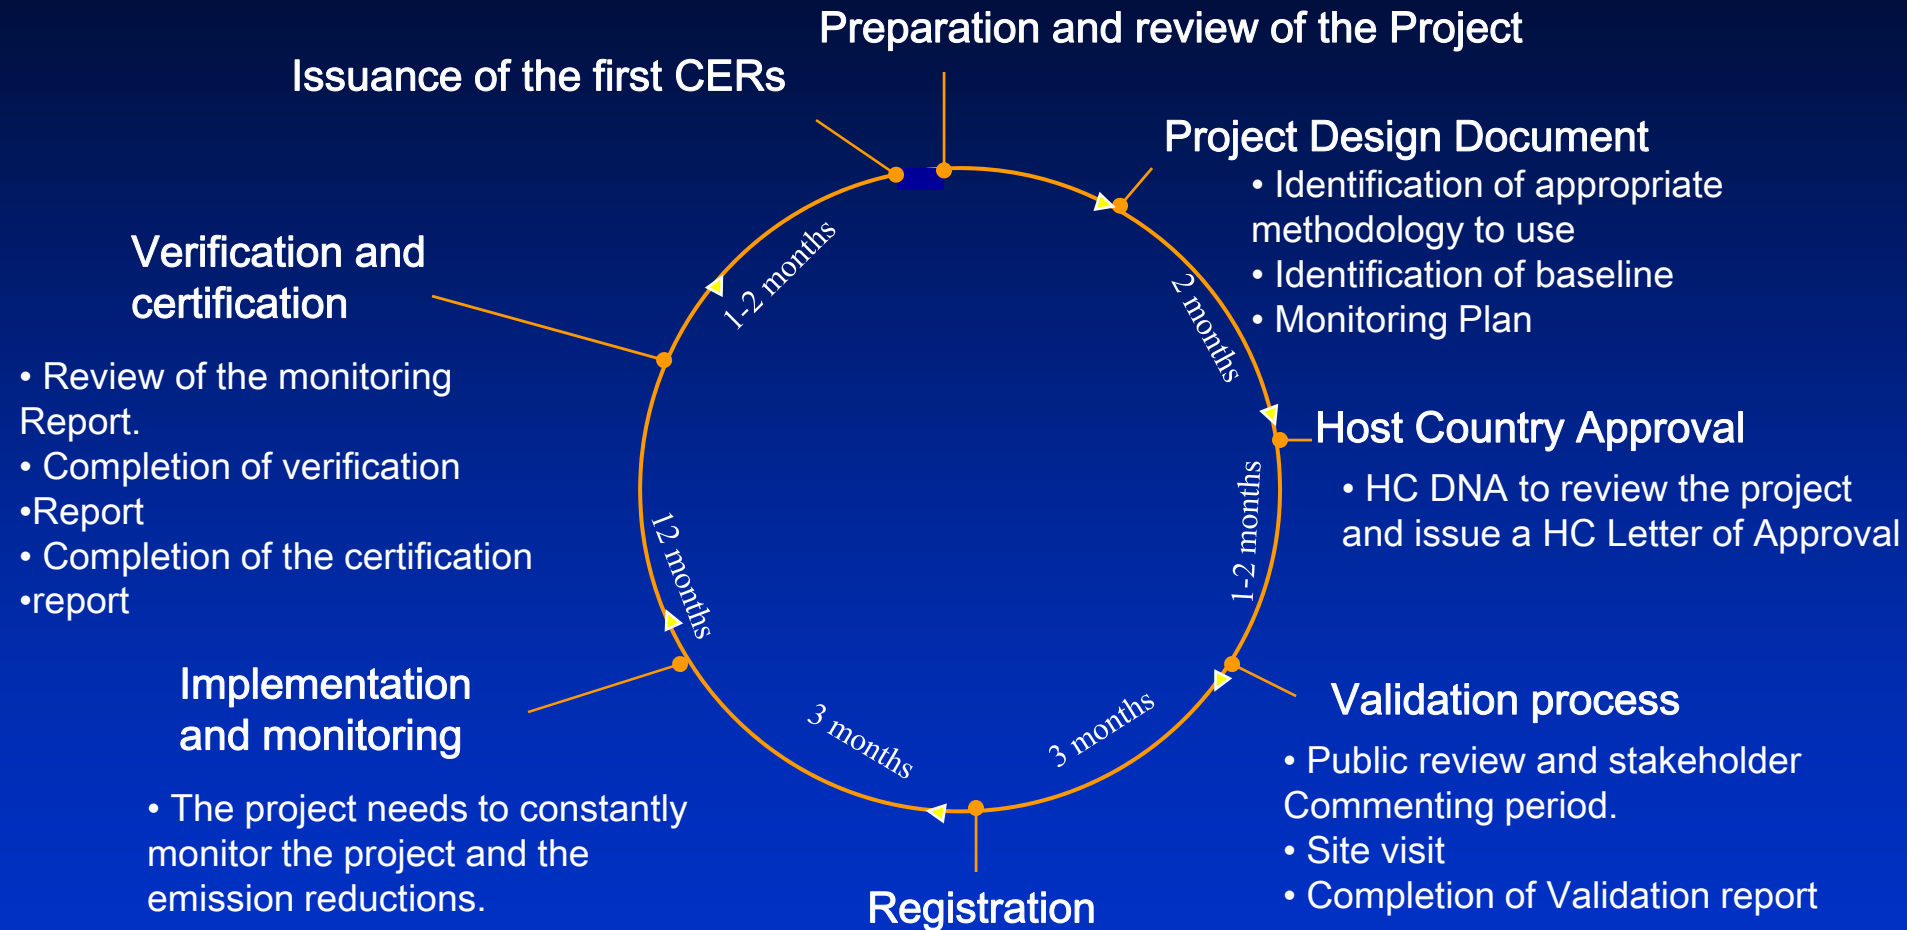 Preparation and review of the Project
Issuance of the first CERs
Project Design Document
• Identification of appropriate
methodology to use
• Identification of baseline
• Monitoring Plan
2 months
Host Country Approval
• HC DNA to review the project
and issue a HC Letter of Approval
1-2 months
Validation process
• Public review and stakeholder
Commenting period.
• Site visit
• Completion of Validation report
3 months
Registration
3 months
Implementation
and monitoring
• The project needs to constantly
monitor the project and the
emission reductions.
12 months
Verification and
certification
• Review of the monitoring
Report.
• Completion of verification
•Report
• Completion of the certification
•report
1-2 months